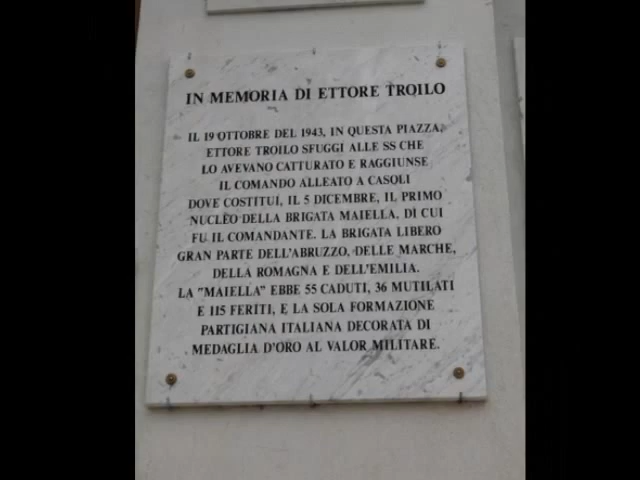 IN MEMORIA DI ETTORE TROILO
IL 19 OTTOBRE DEL 1943, IN QUESTA PIAZZA,
ETTORE TROILO SFUGGI ALLE SS CHE
LO AVEVANO CATTURATO E RAGGIUNSE
IL COMANDO ALLEATO A CASOLI
DOVE COSTITUI, IL 5 DICEMBRE, IL PRIMO
NUCLEO DELLA BRIGATA MAIELLA, DI CUI
FU IL COMANDANTE. LA BRIGATA LIBERO
GRAN PARTE DELL'ABRUZZO, DELLE MARCHE,
DELLA ROMAGNA E DELL'EMILIA.
LA "MAIELLA" EBBE 55 CADUTI, 36 MUTILATI
E 115 FERITI, E LA SOLA FORMAZIONE
PARTIGIANA ITALIANA DECORATA DI
MEDAGLIA D'ORO AL VALOR MILITARE.